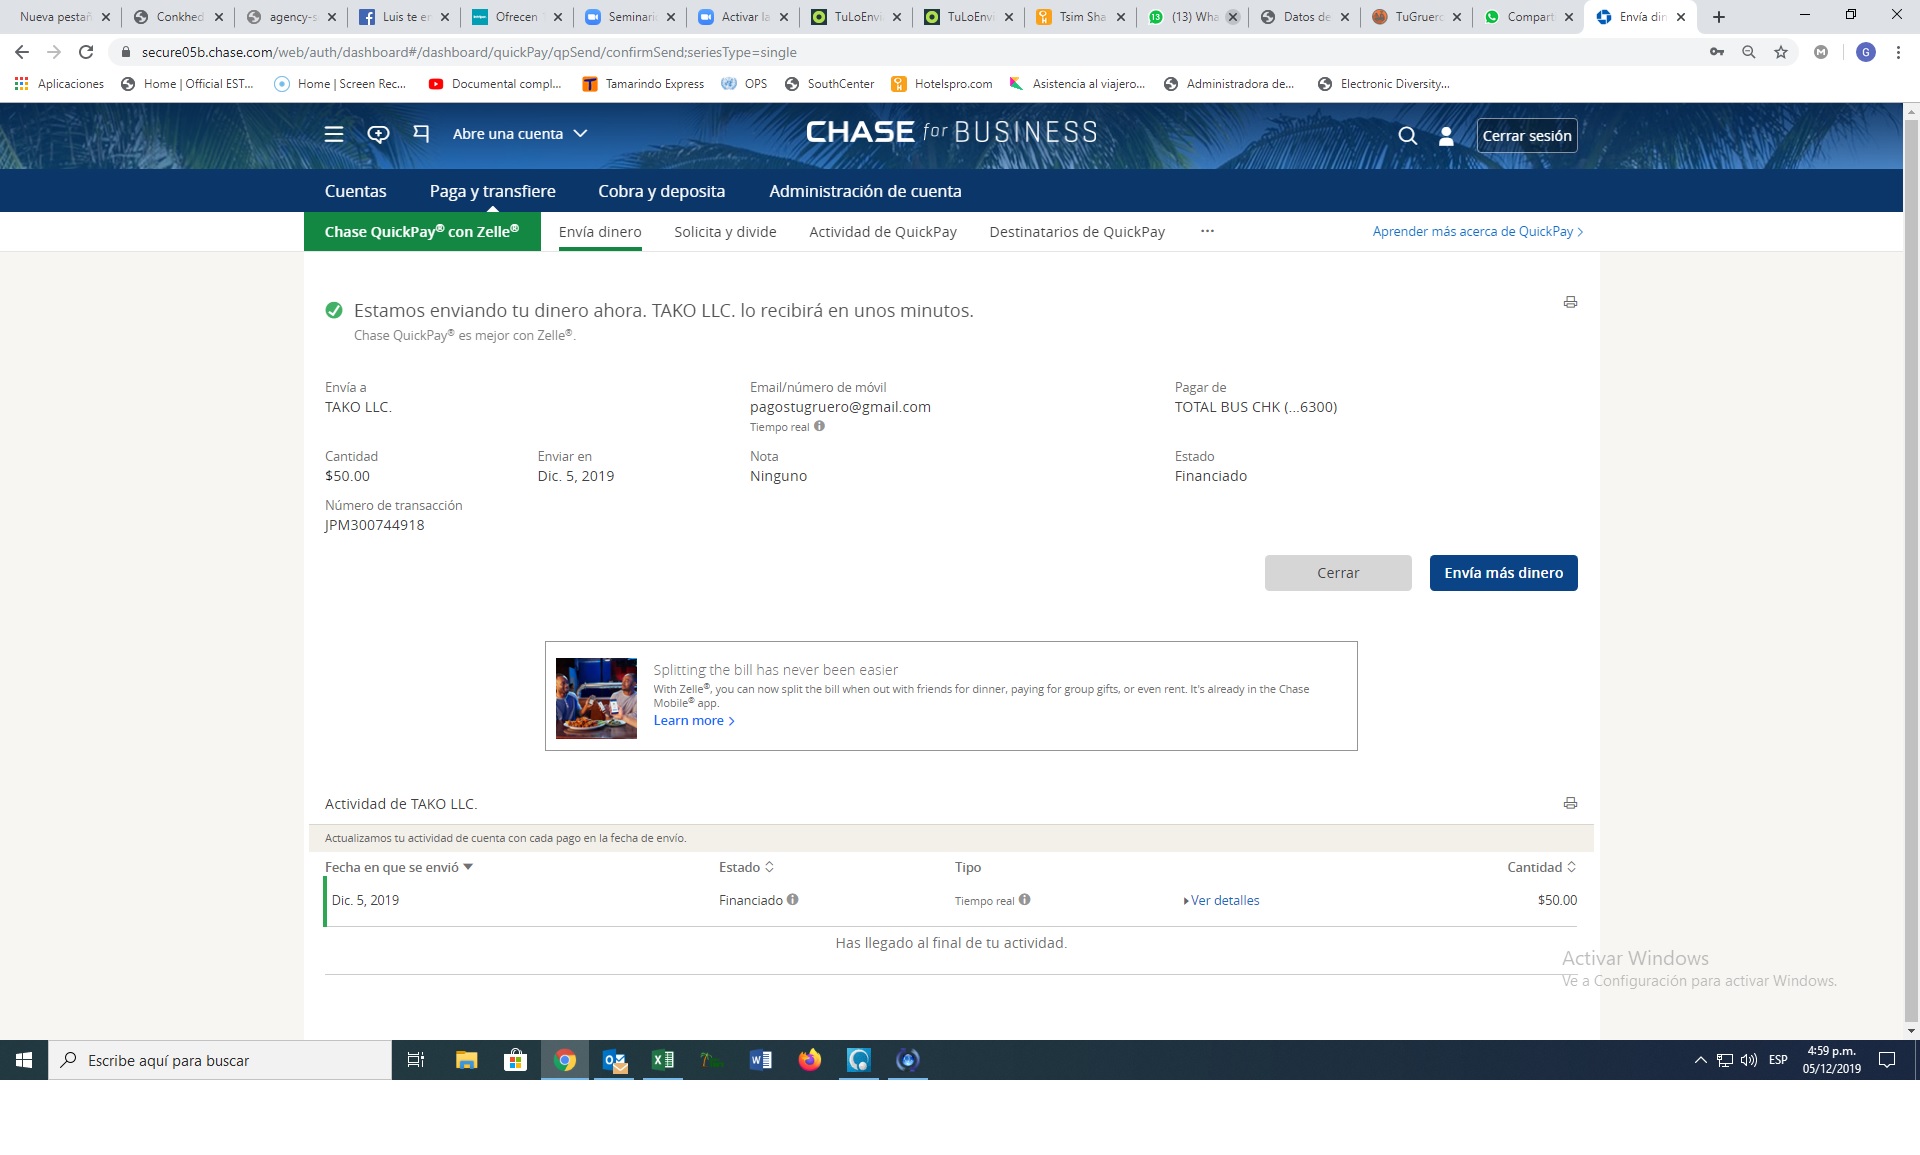 Nueva pestañ
Conkhed
agency-s
Luis te en
Ofrecen
Seminari
Activar la
TuLoEnvi
TuLoEnvi
Tsim Sha
(13) Wha
Datos de
TuGruer
Compart
Envía din
secure05b.chase.com/web/auth/dashboard#/dashboard/quickPay/qpSend/confirmSend;seriesType=single
G
Aplicaciones
Home | Official EST...
Home | Screen Rec...
Documental compl...
Tamarindo Express
OPS
SouthCenter
Hotelspro.com
Asistencia al viajero...
Administradora de...
Electronic Diversity...
Abre una cuenta
CHASE for BUSINESS
Cerrar sesión
Cuentas
Paga y transfiere
Cobra y deposita
Administración de cuenta
Chase QuickPay® con Zelle®
Envía dinero
Solicita y divide
Actividad de QuickPay
Destinatarios de QuickPay
...
Aprender más acerca de QuickPay >
Estamos enviando tu dinero ahora. TAKO LLC. lo recibirá en unos minutos.
Chase QuickPay® es mejor con Zelle®.
Envía a
TAKO LLC.
Email/número de móvil
pagostugruero@gmail.com
Tiempo real
Pagar de
TOTAL BUS CHK (...6300)
Cantidad
$50.00
Enviar en
Dic. 5, 2019
Nota
Ninguno
Estado
Financiado
Número de transacción
JPM300744918
Cerrar
Envía más dinero
Splitting the bill has never been easier
With Zelle®, you can now split the bill when out with friends for dinner, paying for group gifts, or even rent. It's already in the Chase
Mobile® app.
Learn more >
Actividad de TAKO LLC.
Actualizamos tu actividad de cuenta con cada pago en la fecha de envío.
Fecha en que se envió
Estado
Tipo
Cantidad
Dic. 5, 2019
Financiado
Tiempo real
Ver detalles
$50.00
Has llegado al final de tu actividad.
Activar Windows
Ve a Configuración para activar Windows.
Escribe aquí para buscar
ESP
4:59 p.m.
05/12/2019